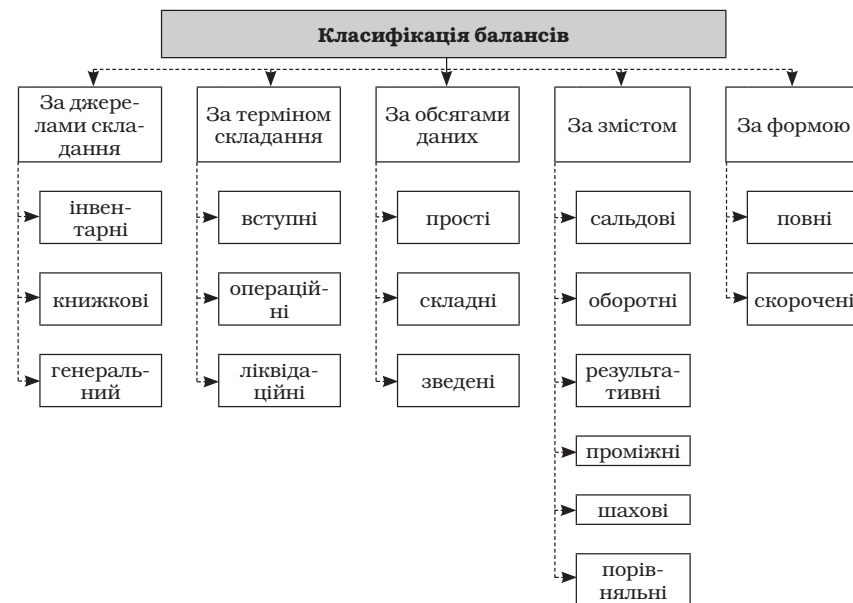 Класифікація балансів
За джере-
лами скла-
дання
За терміном
складання
За обсягами
даних
За змістом
За формою
інвен-
тарні
вступні
прості
сальдові
повні
книжкові
операцій-
ні
складні
оборотні
скорочені
генераль-
ний
ліквіда-
ційні
зведені
результа-
тивні
проміжні
шахові
порів-
няльні